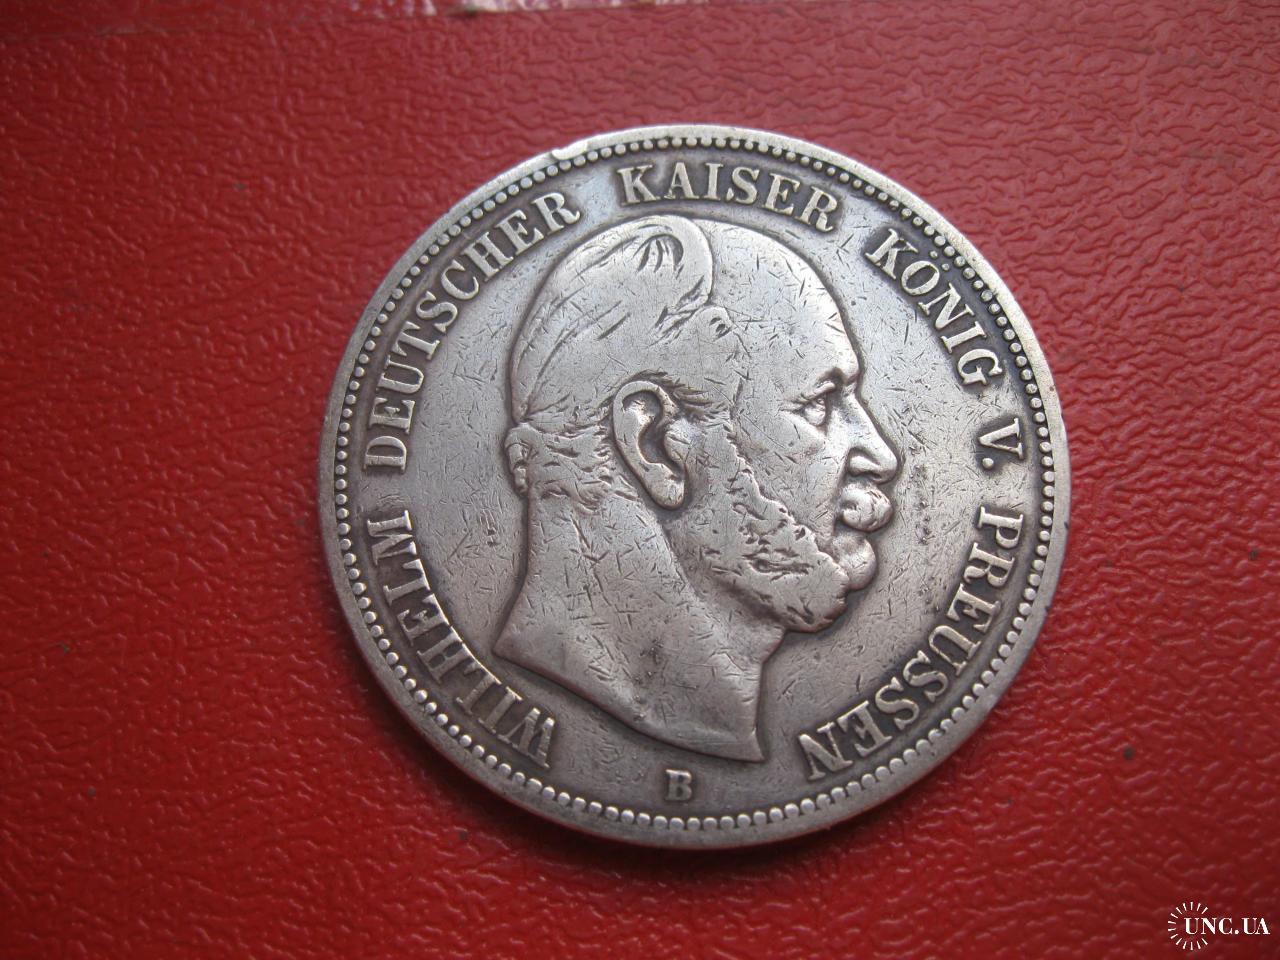 WILHELM DEUTSCHER KAISER KÖNIG V. PREUSSEN
B
UNC.UA